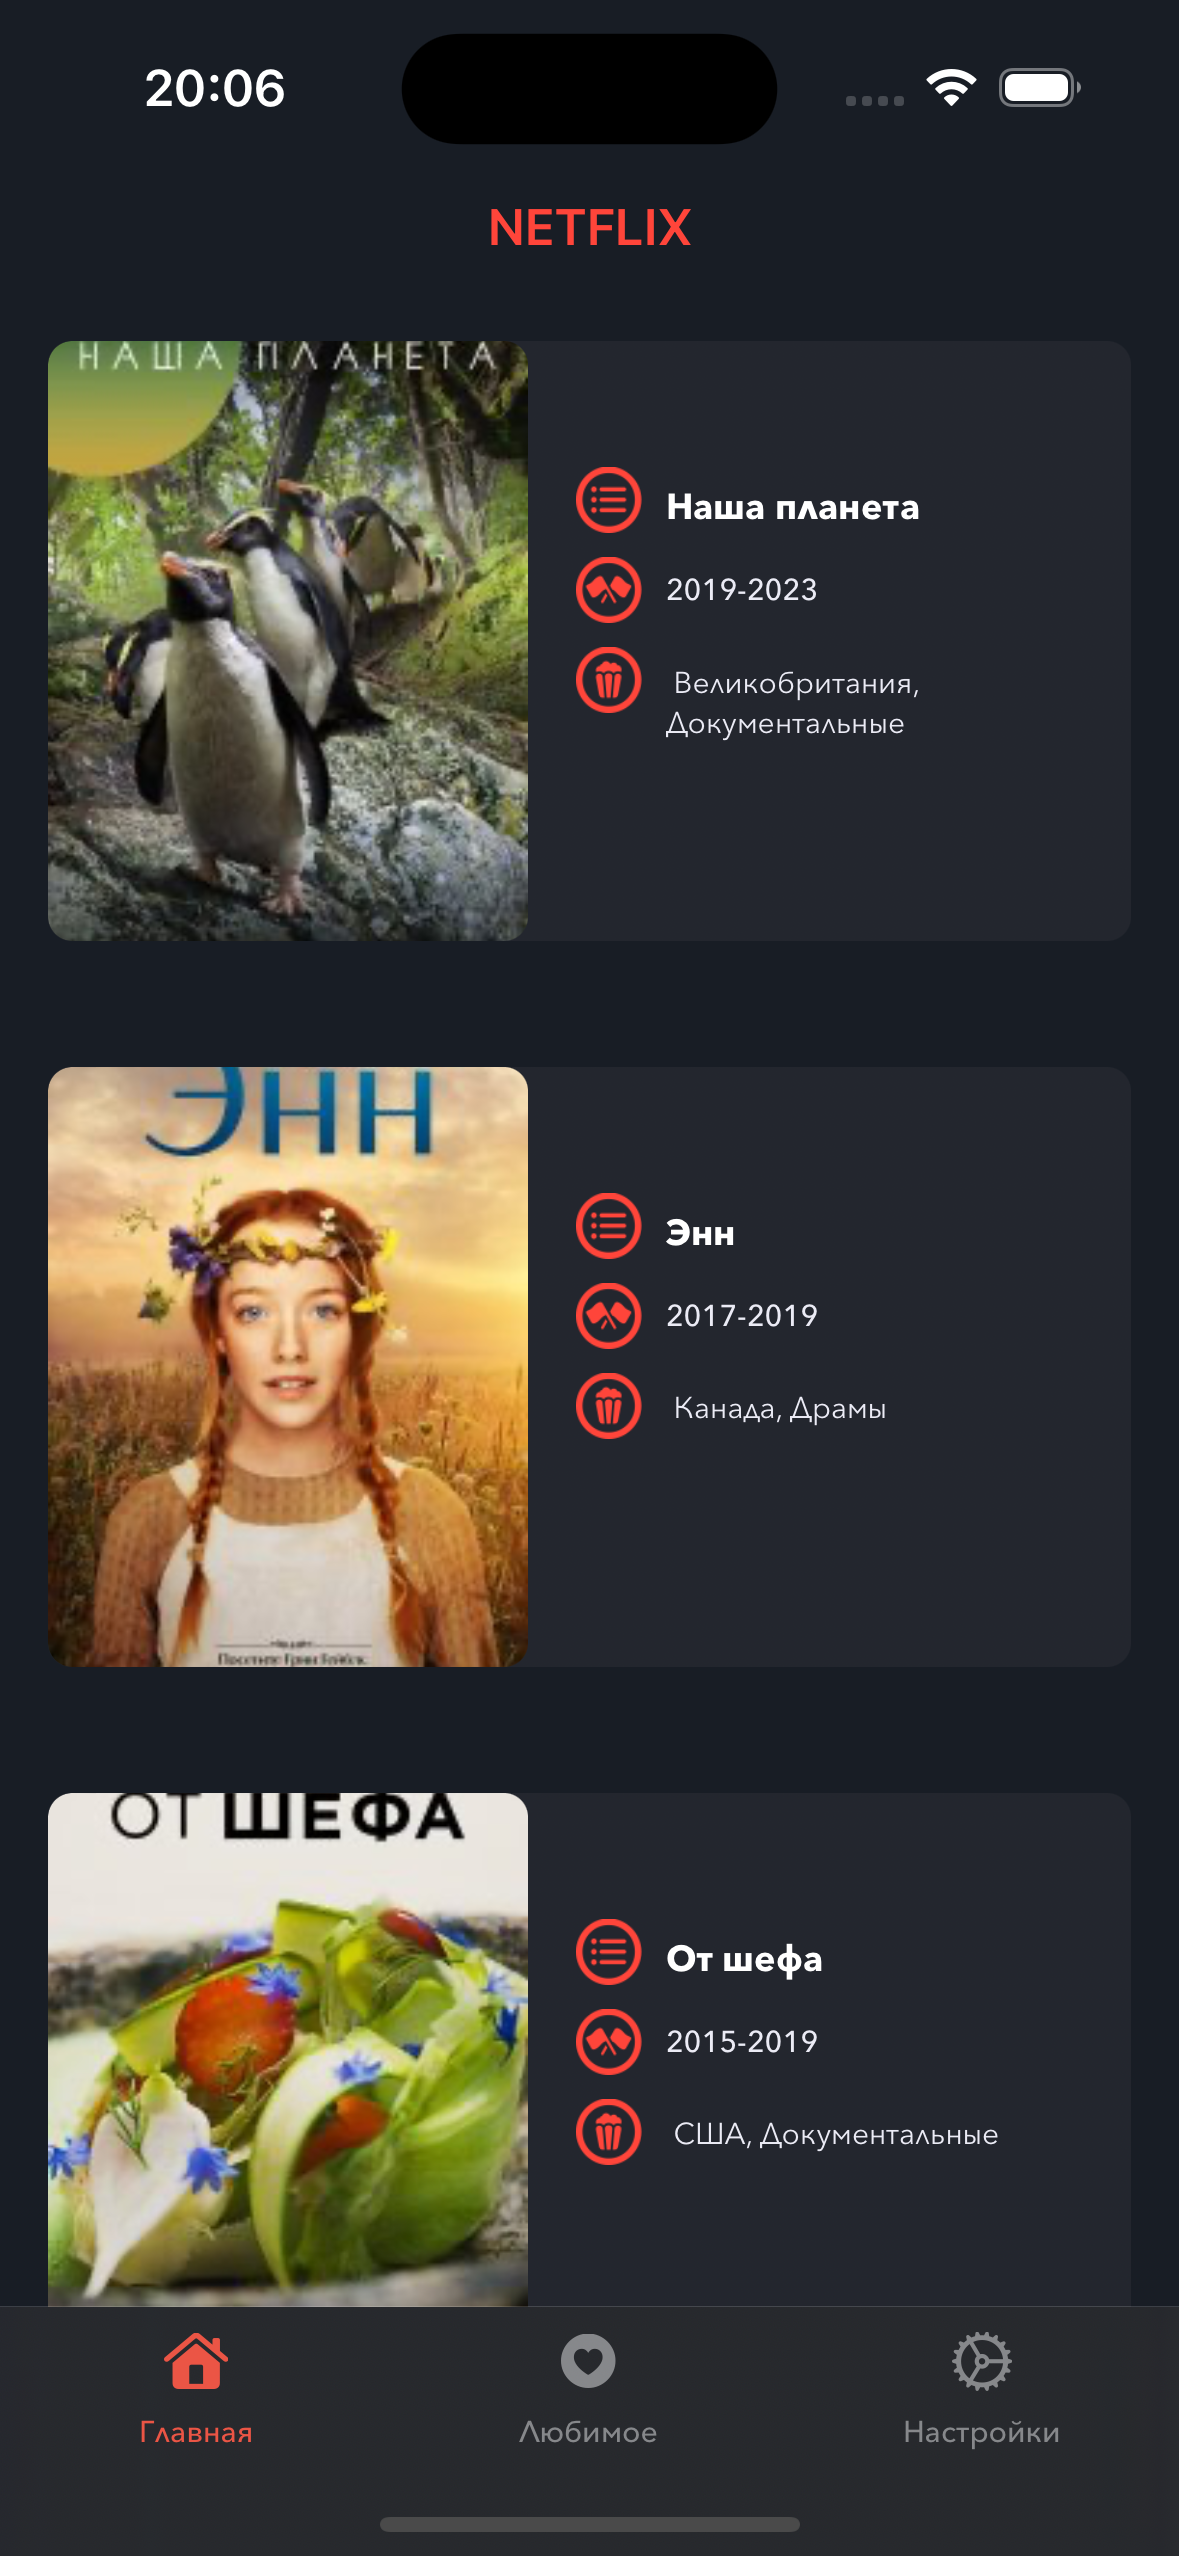 20:06
NETFLIX
НАША ПЛАНЕТА
Наша планета
2019-2023
Великобритания,
Документальные
ЭНН
Энн
2017-2019
Канада, Драмы
ОТ ШЕФА
От шефа
2015-2019
США, Документальные
Главная
Любимое
Настройки